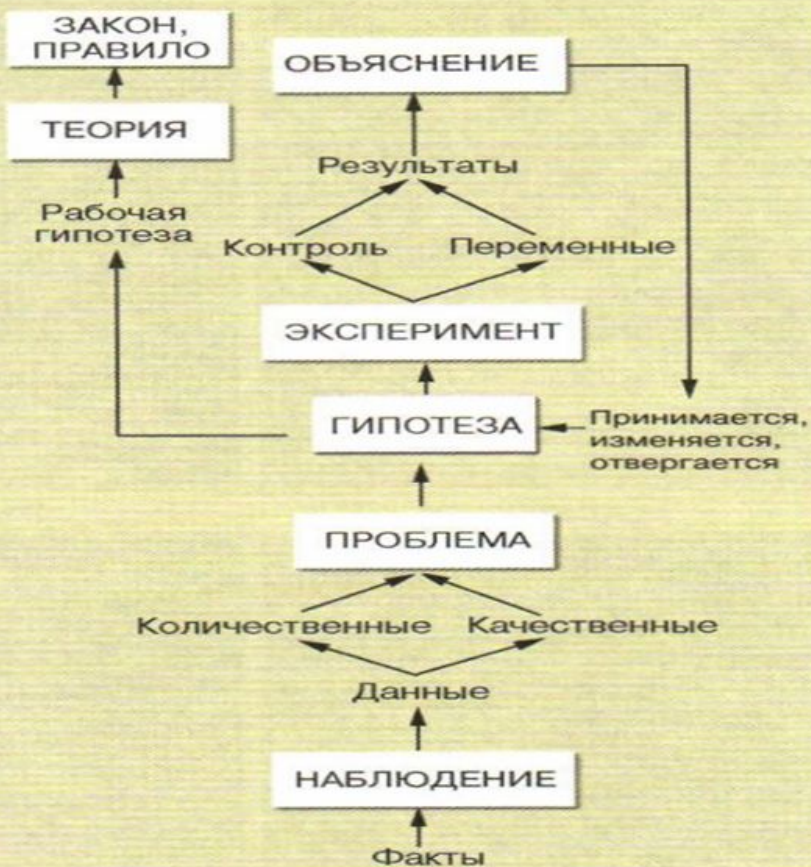 ЗАКОН,
ПРАВИЛО
ОБЪЯСНЕНИЕ
ТЕОРИЯ
Результаты
Рабочая
гипотеза
Контроль
Переменные
ЭКСПЕРИМЕНТ
ГИПОТЕЗА
Принимается,
изменяется,
отвергается
ПРОБЛЕМА
Количественные
Качественные
Данные
НАБЛЮДЕНИЕ
Факты